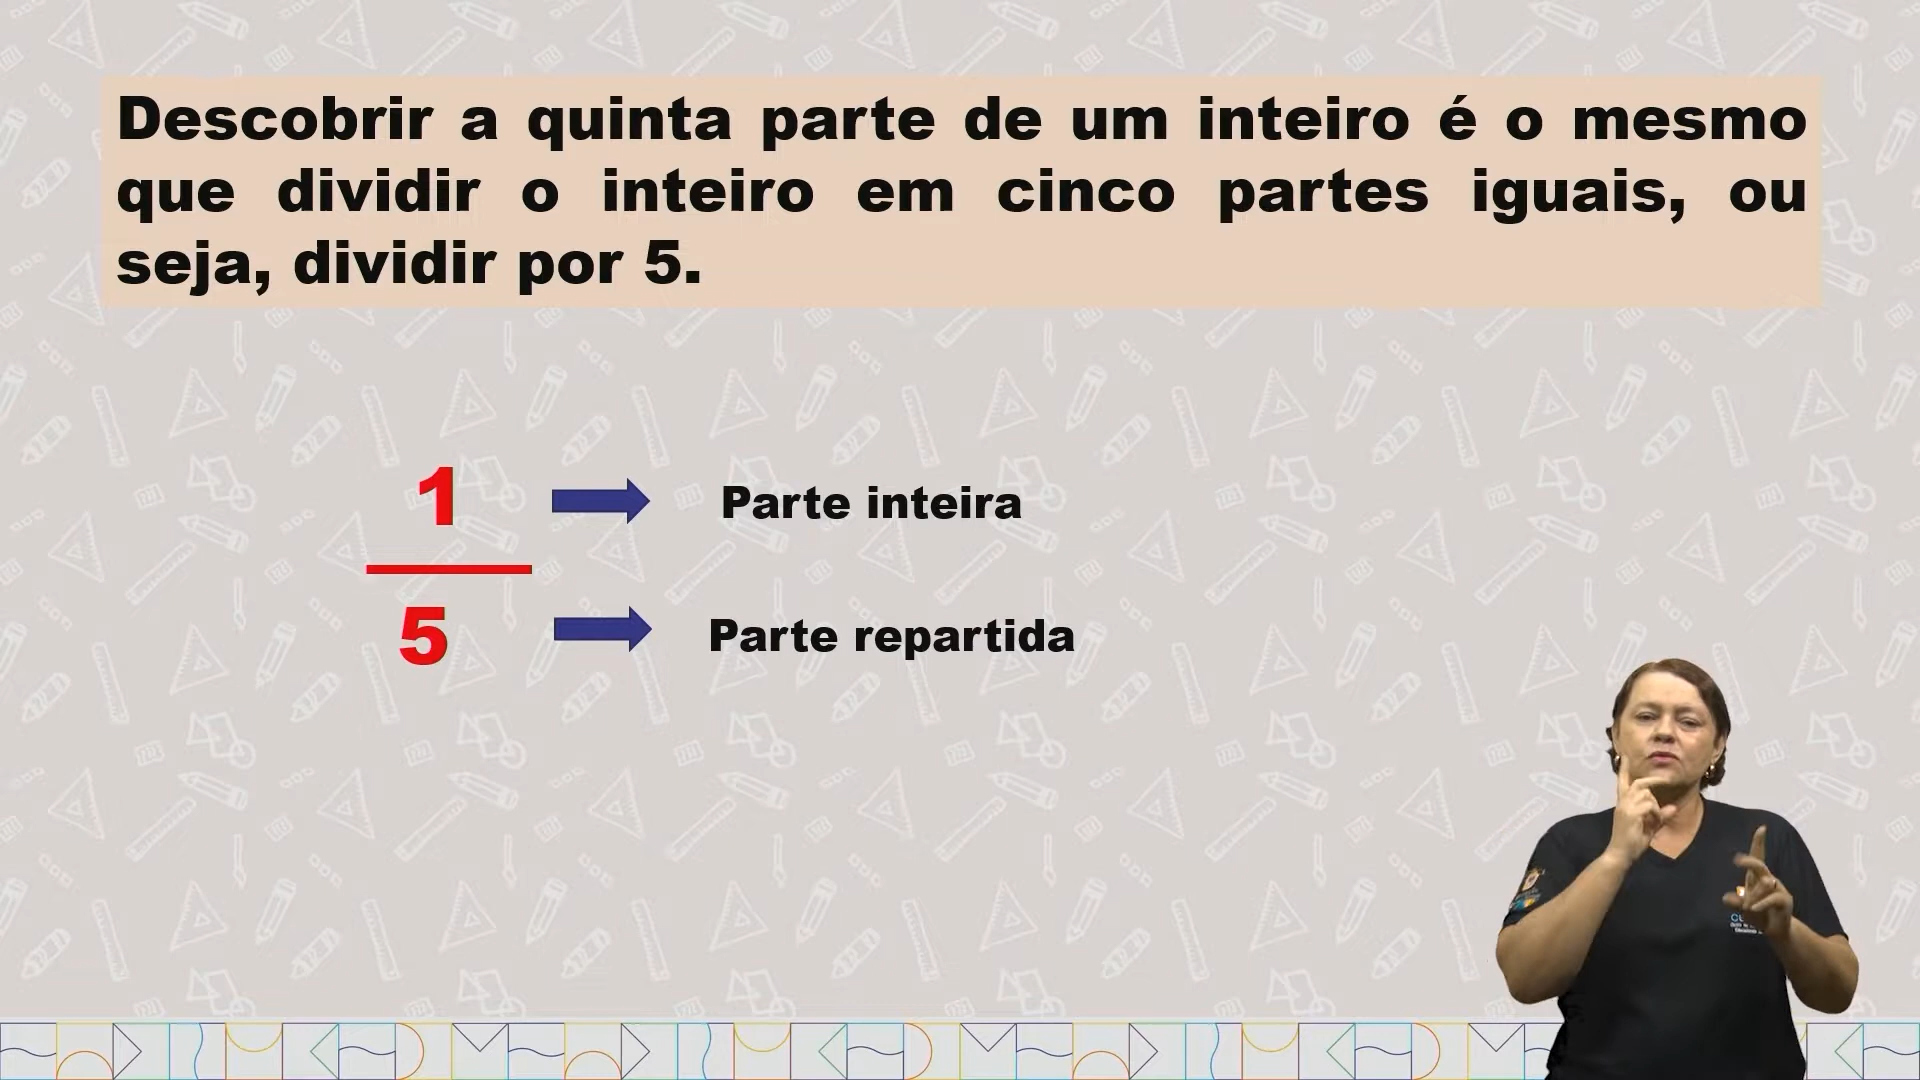 Descobrir a quinta parte de um inteiro é o mesmo
que dividir o inteiro em cinco partes iguais, ou
seja, dividir por 5.
1
Parte inteira
5
Parte repartida